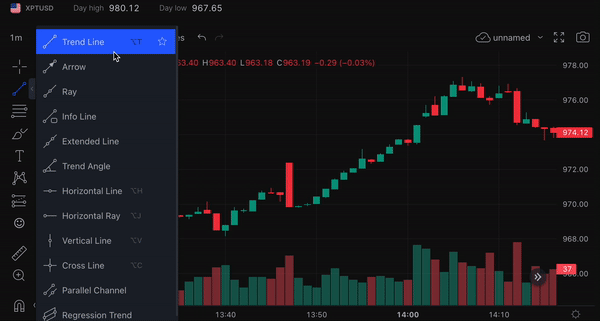 XPTUSD Day high 980.12 Day low 967.65
1m es unnamed
63.40 H963.40 L963.18 C963.19 −0.29 (−0.03%)
Trend Line ⌥T
Arrow
Ray
Info Line
Extended Line
Trend Angle
Horizontal Line ⌥H
Horizontal Ray ⌥J
Vertical Line ⌥V
Cross Line ⌥C
Parallel Channel
Regression Trend
978.00
976.00
974.12
972.00
970.00
968.00
966.00
37
13:40 13:50 14:00 14:10